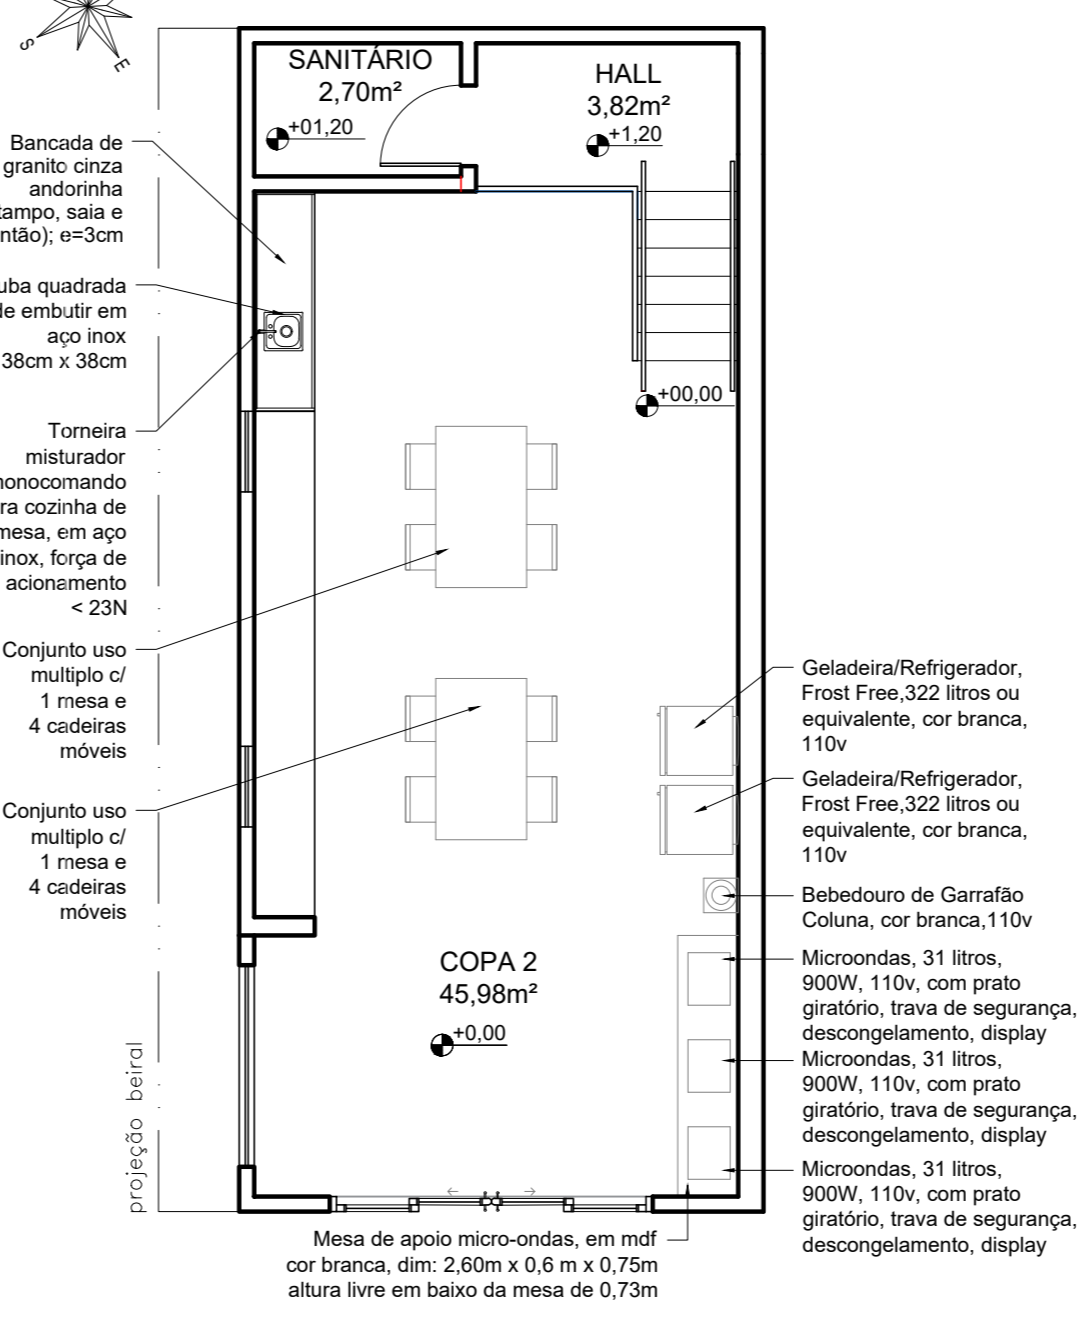 S
E
SANITÁRIO
2,70m²
+01,20
HALL
3,82m²
+1,20
Bancada de
granito cinza
andorinha
tampo, saia e
ntão); e=3cm
uba quadrada
de embutir em
aço inox
38cm x 38cm
Torneira
misturador
monocomando
ra cozinha de
mesa, em aço
inox, força de
acionamento
< 23N
Conjunto uso
multiplo c/
1 mesa e
4 cadeiras
móveis
Conjunto uso
multiplo c/
1 mesa e
4 cadeiras
móveis
projeção beiral
+00,00
COPA 2
45,98m²
+0,00
Geladeira/Refrigerador,
Frost Free,322 litros ou
equivalente, cor branca,
110v
Geladeira/Refrigerador,
Frost Free,322 litros ou
equivalente, cor branca,
110v
Bebedouro de Garrafão
Coluna, cor branca,110v
Microondas, 31 litros,
900W, 110v, com prato
giratório, trava de segurança,
descongelamento, display
Microondas, 31 litros,
900W, 110v, com prato
giratório, trava de segurança,
descongelamento, display
Microondas, 31 litros,
900W, 110v, com prato
giratório, trava de segurança,
descongelamento, display
Mesa de apoio micro-ondas, em mdf
cor branca, dim: 2,60m x 0,6 m x 0,75m
altura livre em baixo da mesa de 0,73m